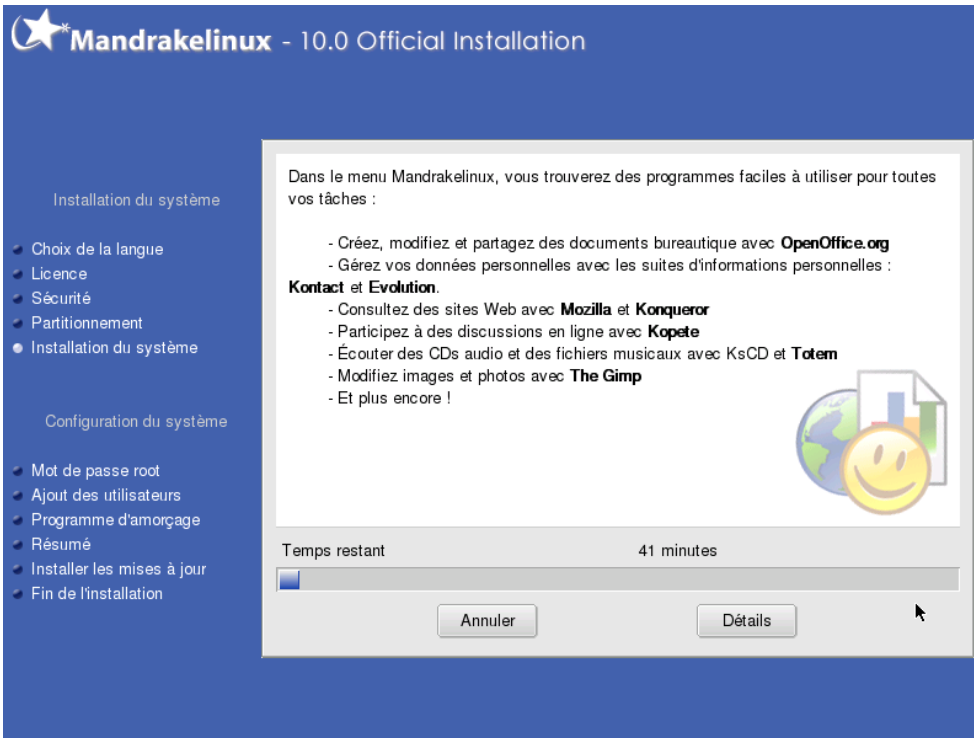 Mandrakelinux - 10.0 Official Installation
Installation du système
Choix de la langue
Licence
Sécurité
Partitionnement
Installation du système
Configuration du système
Mot de passe root
Ajout des utilisateurs
Programme d'amorçage
Résumé
Installer les mises à jour
Fin de l'installation
Dans le menu Mandrakelinux, vous trouverez des programmes faciles à utiliser pour toutes
vos tâches :
- Créez, modifiez et partagez des documents bureautique avec OpenOffice.org
- Gérez vos données personnelles avec les suites d'informations personnelles :
Kontact et Evolution.
- Consultez des sites Web avec Mozilla et Konqueror
- Participez à des discussions en ligne avec Kopete
- Écouter des CDs audio et des fichiers musicaux avec KsCD et Totem
- Modifiez images et photos avec The Gimp
- Et plus encore !
Temps restant 41 minutes
Annuler Détails